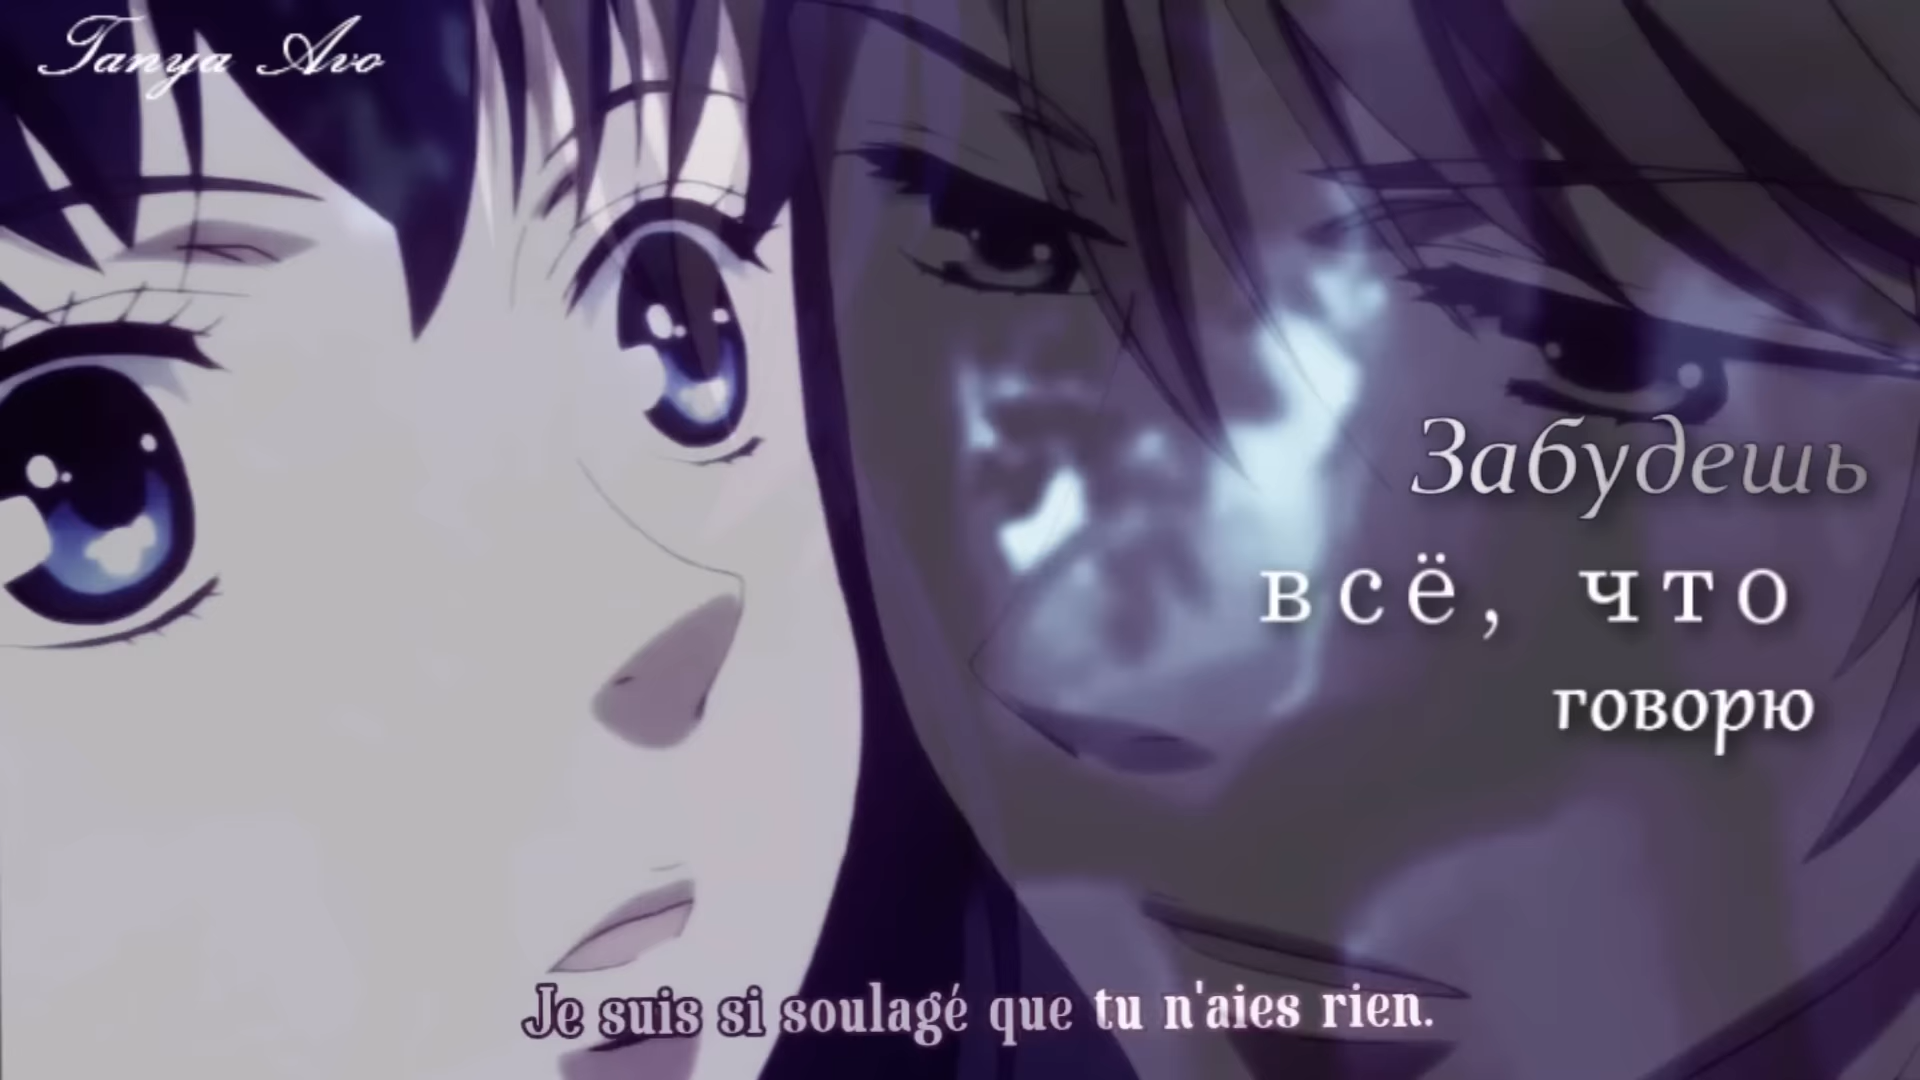 Tanya Avo
Забудешь
всё, что
говорю
Je suis si soulagé que tu n'aies rien.